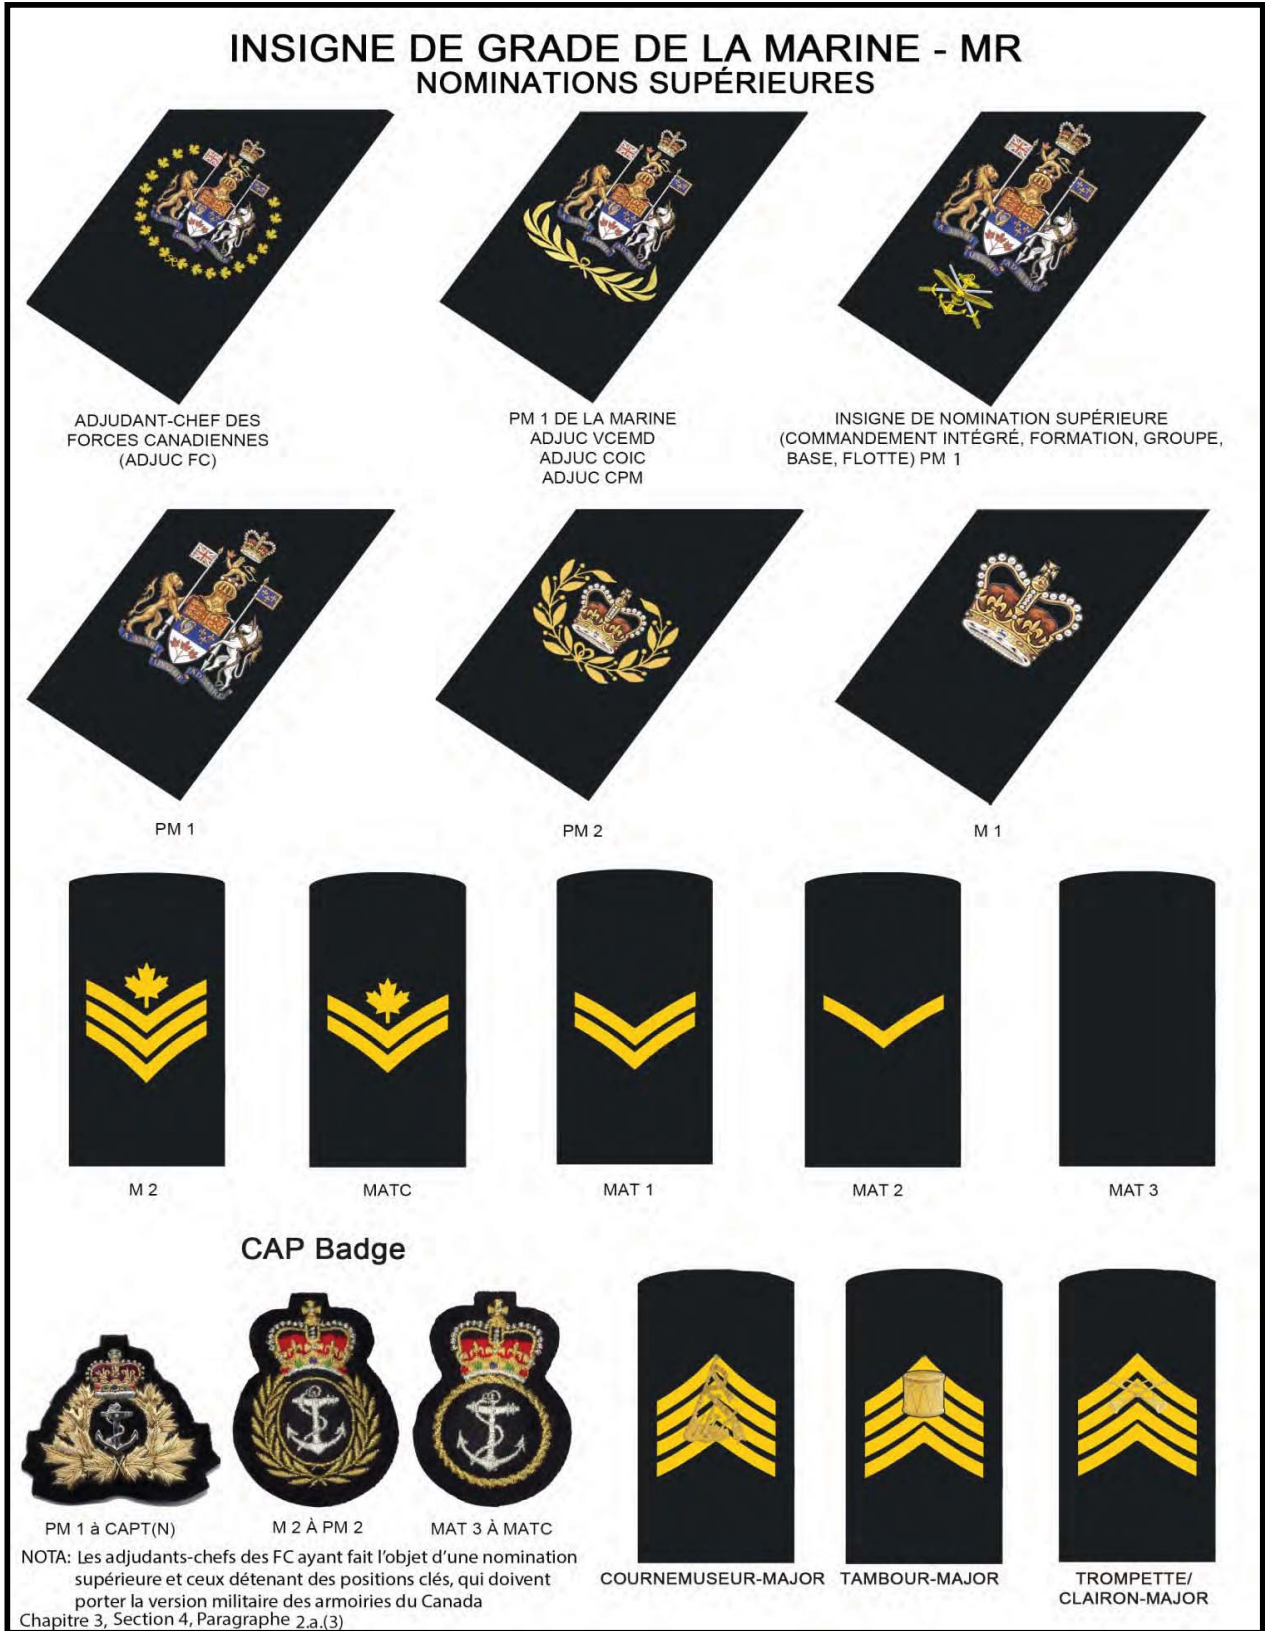 INSIGNE DE GRADE DE LA MARINE - MR
NOMINATIONS SUPÉRIEURES
ADJUDANT-CHEF DES
FORCES CANADIENNES
(ADJUC FC)
PM 1 DE LA MARINE
ADJUC VCEMD
ADJUC COIC
ADJUC CPM
INSIGNE DE NOMINATION SUPÉRIEURE
(COMMANDEMENT INTÉGRÉ, FORMATION, GROUPE,
BASE, FLOTTE) PM 1
PM 1
PM 2
M 1
M 2
MATC
MAT 1
MAT 2
MAT 3
CAP Badge
PM 1 à CAPT(N)
M 2 À PM 2
MAT 3 À MATC
COURNEMUSEUR-MAJOR
TAMBOUR-MAJOR
TROMPETTE/
CLAIRON-MAJOR
NOTA: Les adjudants-chefs des FC ayant fait l'objet d'une nomination
supérieure et ceux détenant des positions clés, qui doivent
porter la version militaire des armoiries du Canada
Chapitre 3, Section 4, Paragraphe 2.a.(3)